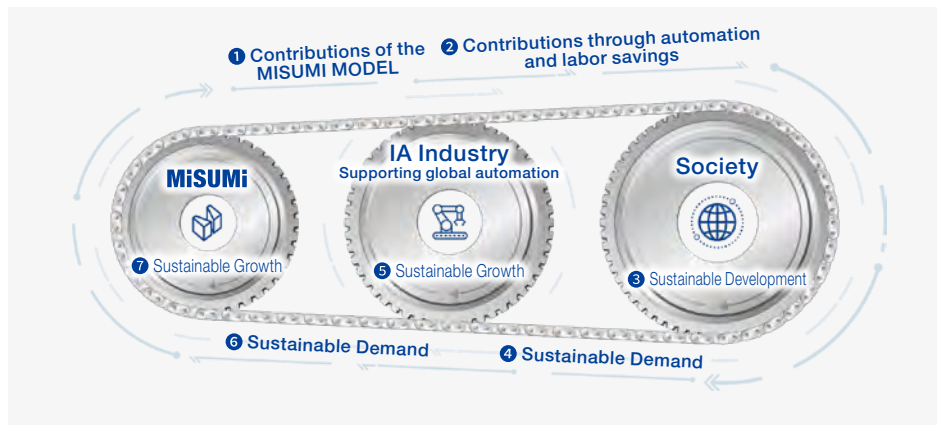 ❶ Contributions of the
MISUMI MODEL
❷ Contributions through automation
and labor savings
MiSUMi
IA Industry
Supporting global automation
Society
❼ Sustainable Growth
❺ Sustainable Growth
❸ Sustainable Development
❻ Sustainable Demand
❹ Sustainable Demand